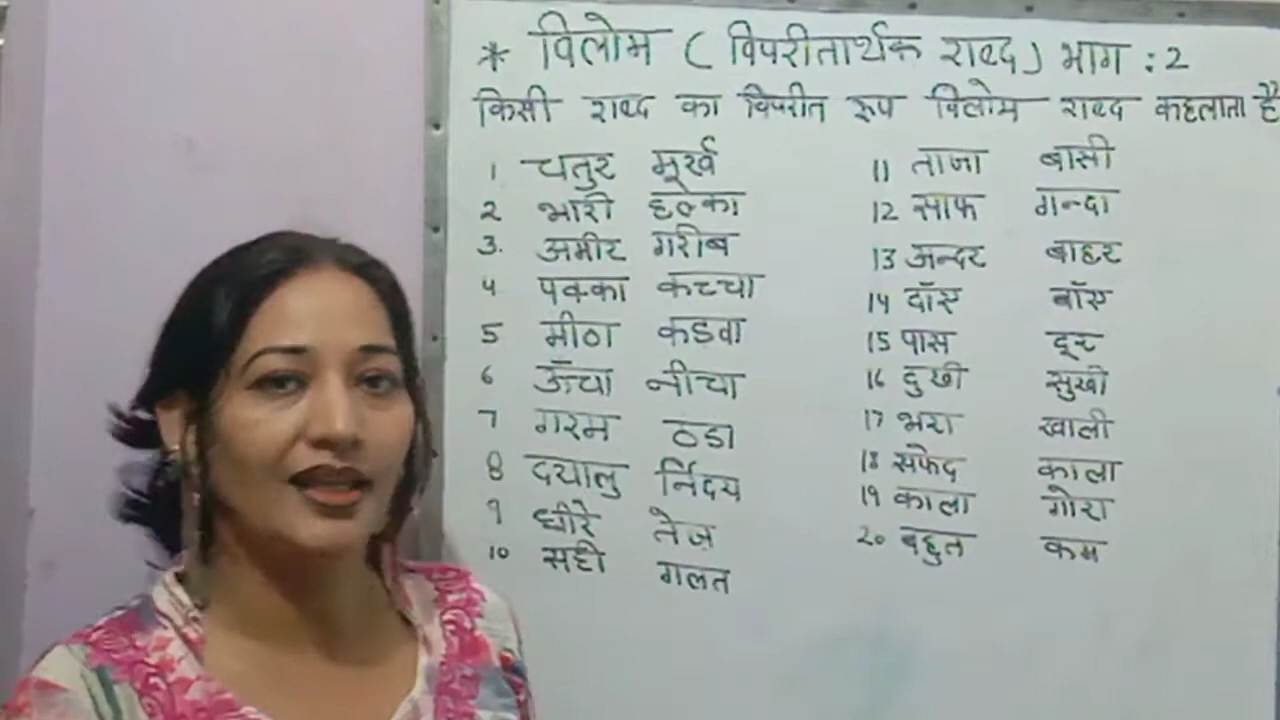 * विलोम ( विपरीतार्थक शब्द ) भाग : 2
किसी शब्द का विपरीत रूप विलोम शब्द कहलाता है
1 चतुर मूर्ख
2 भारी हल्का
3. अमीर गरीब
4 पक्का कच्चा
5 मीठा कडवा
6 ऊँचा नीचा
7 गरम ठडा
8 दयालु र्निदय
9 धीरे तेज़
10 सही गलत
11 ताजा बासी
12 साफ गन्दा
13 अन्दर बाहर
14 दॉए बॉए
15 पास दूर
16 दुखी सुखी
17 भरा खाली
18 सफेद काला
19 काला गोरा
20 बहुत कम